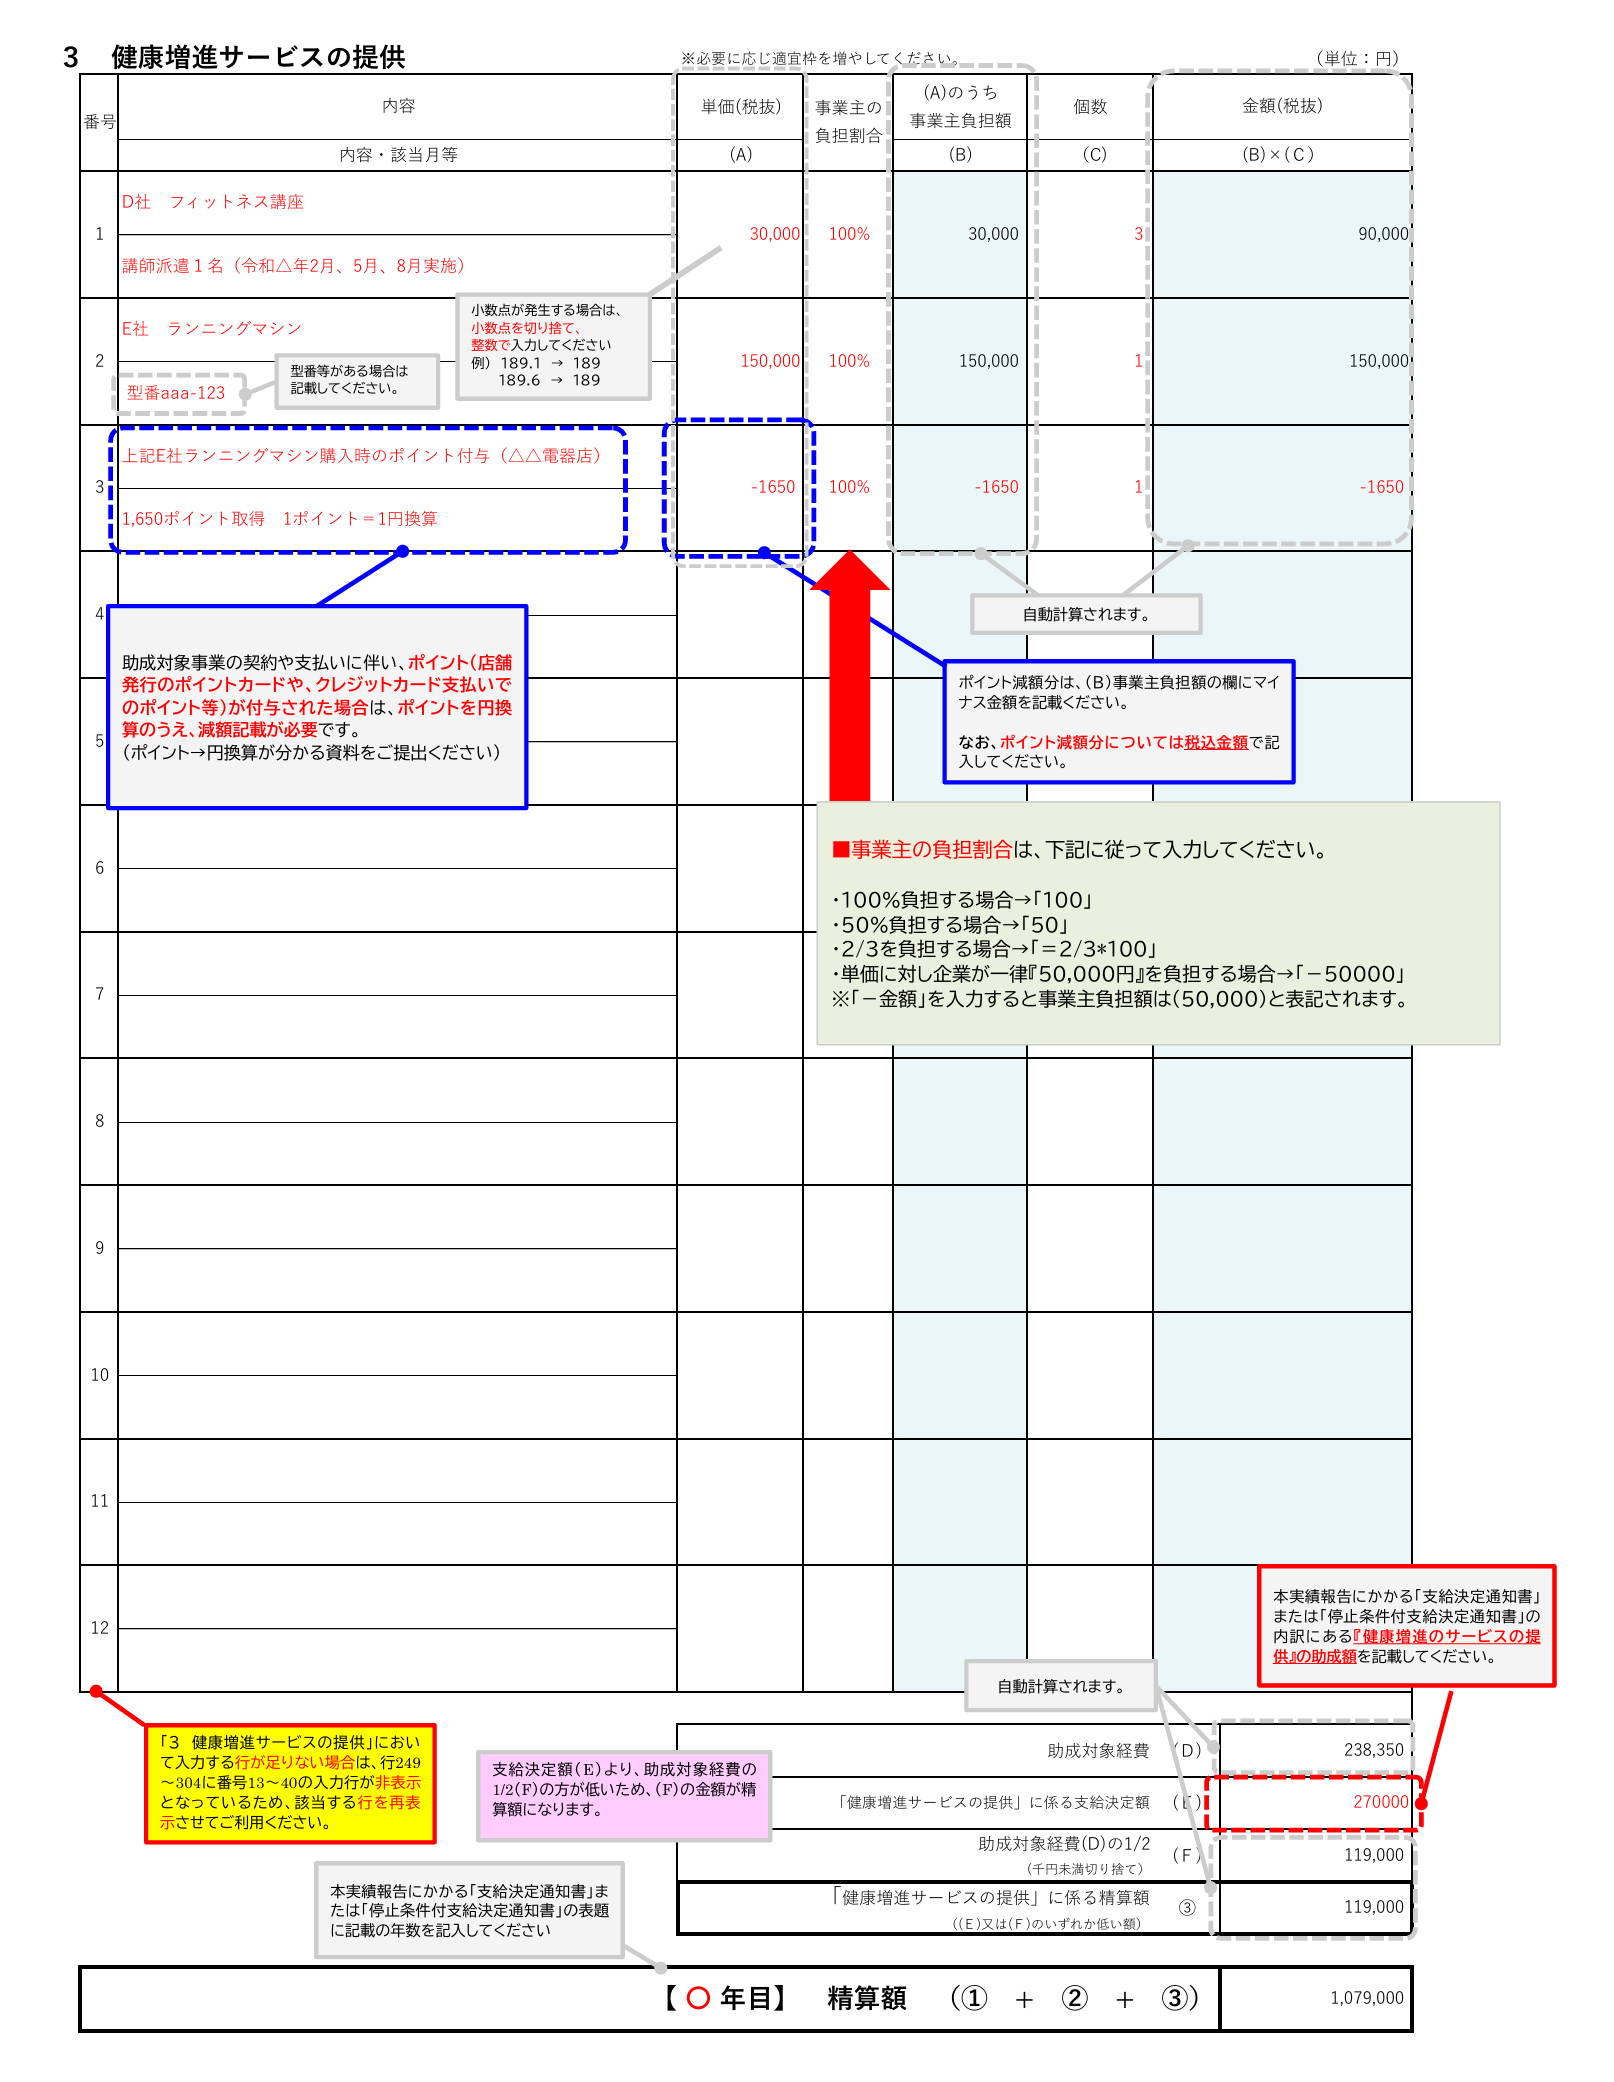 3　健康増進サービスの提供
※必要に応じ適宜枠を増やしてください。
（単位：円）
番号
内容
単価(税抜)
事業主の
負担割合
(A)のうち
事業主負担額
個数
金額(税抜)
内容・該当月等
(A)
(B)
(C)
(B)×(C)
1
D社　フィットネス講座
講師派遣１名（令和△年2月、5月、8月実施）
30,000
100%
30,000
3
90,000
小数点が発生する場合は、
小数点を切り捨て、
整数で入力してください
例）189.1 → 189
189.6 → 189
2
E社　ランニングマシン
型番aaa-123
型番等がある場合は
記載してください。
150,000
100%
150,000
1
150,000
3
上記E社ランニングマシン購入時のポイント付与（△△電器店）
1,650ポイント取得　1ポイント＝1円換算
-1650
100%
-1650
1
-1650
自動計算されます。
4
助成対象事業の契約や支払いに伴い、ポイント（店舗
発行のポイントカードや、クレジットカード支払いで
のポイント等）が付与された場合は、ポイントを円換
算のうえ、減額記載が必要です。
（ポイント→円換算が分かる資料をご提出ください）
ポイント減額分は、（B）事業主負担額の欄にマイ
ナス金額を記載ください。
なお、ポイント減額分については税込金額で記
入してください。
5
■事業主の負担割合は、下記に従って入力してください。
・100%負担する場合→「100」
・50%負担する場合→「50」
・2/3を負担する場合→「＝2/3*100」
・単価に対し企業が一律『50,000円』を負担する場合→「－50000」
※「－金額」を入力すると事業主負担額は(50,000)と表記されます。
6
7
8
9
10
11
12
本実績報告にかかる「支給決定通知書」
または「停止条件付支給決定通知書」の
内訳にある『健康増進のサービスの提
供』の助成額を記載してください。
自動計算されます。
「３　健康増進サービスの提供」におい
て入力する行が足りない場合は、行249
～304に番号13～40の入力行が非表示
となっているため、該当する行を再表
示させてご利用ください。
支給決定額（E）より、助成対象経費の
1/2（F）の方が低いため、（F）の金額が精
算額になります。
助成対象経費　(D)
238,350
「健康増進サービスの提供」に係る支給決定額　(E)
270000
助成対象経費(D)の1/2
（千円未満切り捨て）
(F)
119,000
「健康増進サービスの提供」に係る精算額
（(E)又は(F)のいずれか低い額）
③
119,000
本実績報告にかかる「支給決定通知書」ま
たは「停止条件付支給決定通知書」の表題
に記載の年数を記入してください
【 〇 年目】　精算額　（①　＋　②　＋　③）
1,079,000